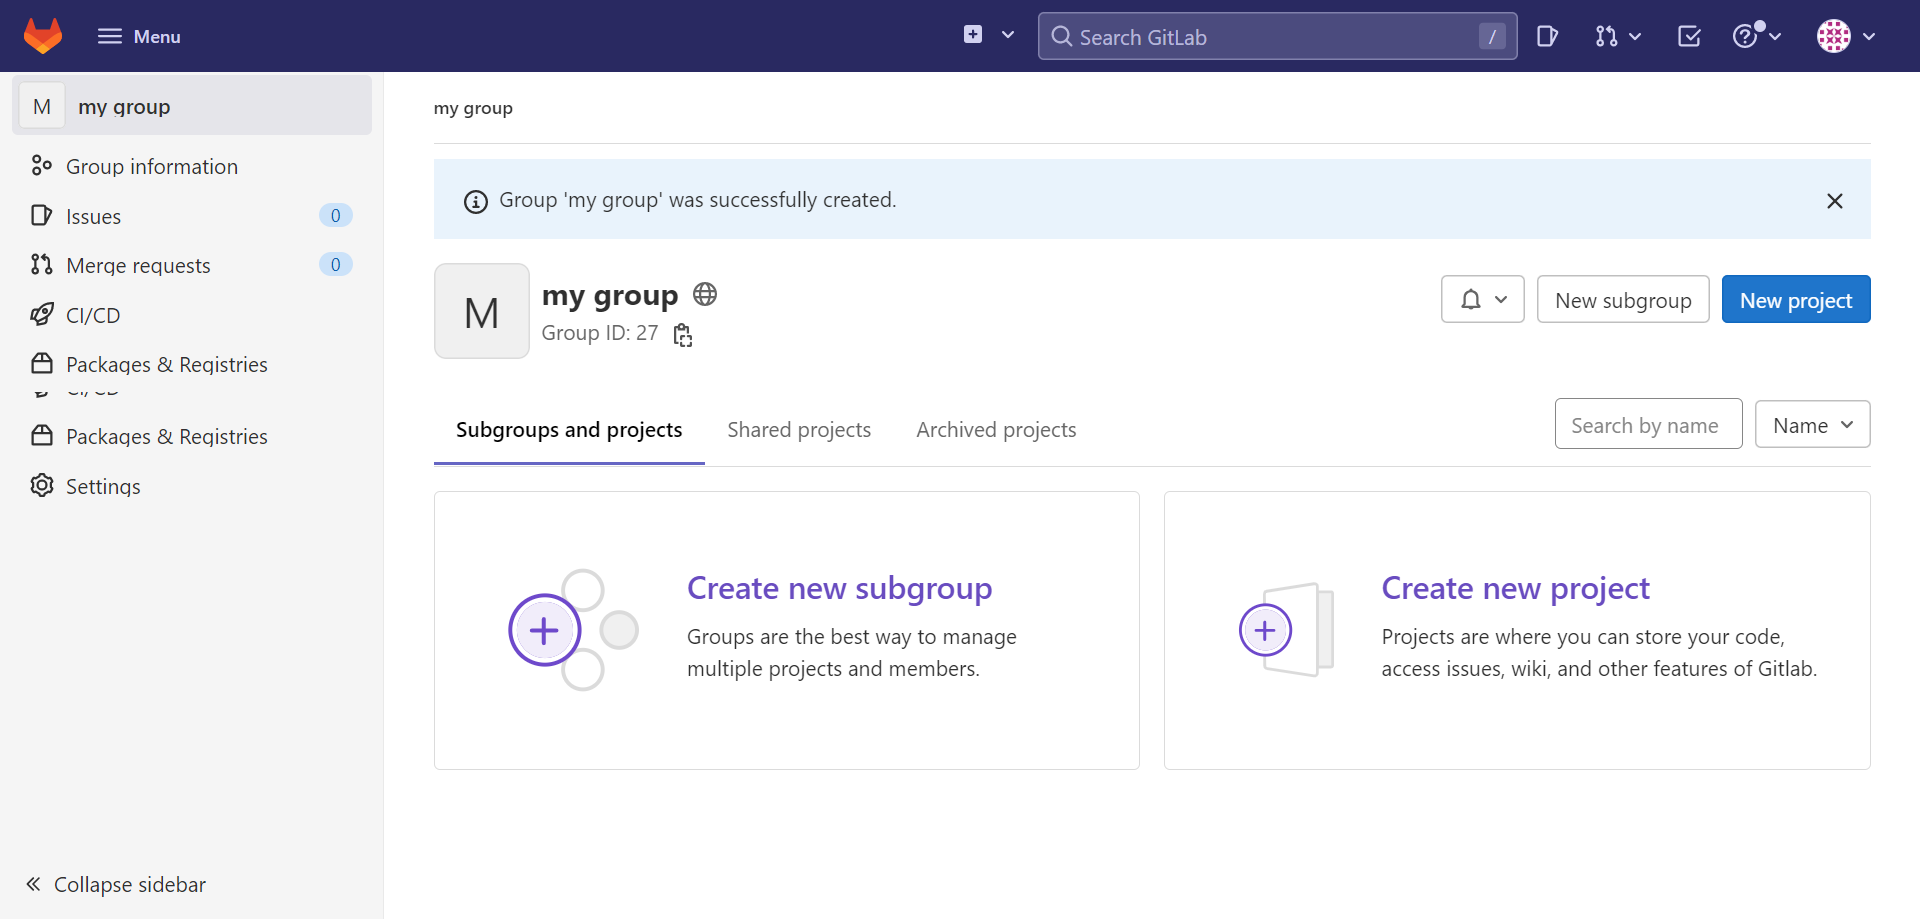 Menu
Search GitLab
/
M
my group
Group information
Issues 0
Merge requests 0
CI/CD
Packages & Registries
CI/CD
Packages & Registries
Settings
Collapse sidebar
my group
Group 'my group' was successfully created.
M
my group
Group ID: 27
New subgroup
New project
Subgroups and projects
Shared projects
Archived projects
Search by name
Name
Create new subgroup
Groups are the best way to manage
multiple projects and members.
Create new project
Projects are where you can store your code,
access issues, wiki, and other features of Gitlab.